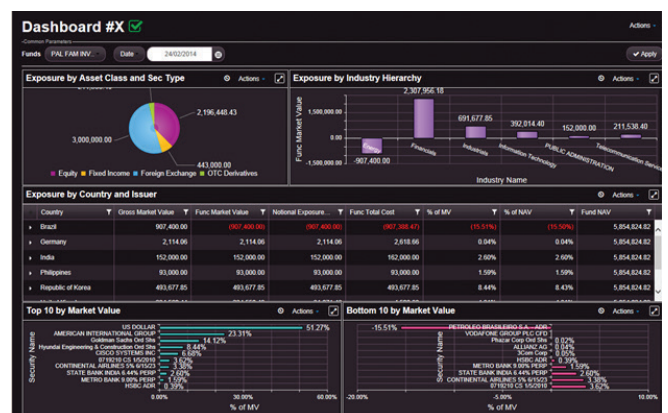 Dashboard #X
Actions
Common Parameters
Funds PAL FAM INV... Date 24/02/2014 Apply
Exposure by Asset Class and Sec Type Actions
2,196,448.43
3,000,000.00
443,000.00
Equity Fixed Income Foreign Exchange OTC Derivatives
Exposure by Industry Hierarchy Actions
Func Market Value
1,500,000.00
0.00
-1,500,000.00
-907,400.00
2,307,956.18
691,677.85
392,014.40
152,000.00
211,538.40
Energy
Financials
Industrials
Information Technology
PUBLIC ADMINISTRATION
Telecommunication Service
Industry Name
Exposure by Country and Issuer Actions
Country Gross Market Value Func Market Value Notional Exposure... Func Total Cost % of MV % of NAV Fund NAV
Brazil 907,400.00 (907,400.00) (907,400.00) (907,388.47) (15.51%) (15.50%) 5,854,824.82
Germany 2,114.06 2,114.06 2,114.06 2,618.66 0.04% 0.04% 5,854,824.82
India 152,000.00 152,000.00 152,000.00 162,000.00 2.60% 2.60% 5,854,824.82
Philippines 93,000.00 93,000.00 93,000.00 93,000.00 1.59% 1.59% 5,854,824.82
Republic of Korea 493,677.85 493,677.85 493,677.85 493,677.85 8.44% 8.43% 5,854,824.82
Top 10 by Market Value Actions
Security Name
US DOLLAR 51.27%
AMERICAN INTERNATIONAL GROUP 23.31%
Goldman Sachs Ord Shs 14.12%
Hyundai Engineering & Construction Ord Shs 8.44%
CISCO SYSTEMS INC 6.68%
0718210 CS 1/5/2010 3.62%
CONTINENTAL AIRLINES 5% 6/15/23 3.38%
STATE BANK INDIA 6.44% PERP 2.60%
METRO BANK 9.00% PERP 1.59%
HSBC ADR 0.39%
0.00% 30.00% 60.00%
% of MV
Bottom 10 by Market Value Actions
Security Name
-15.51% PETROLEO BRASILEIRO S.A. ADR
VODAFONE GROUP PLC CFD
Phazar Corp Ord Shs 0.02%
ALLIANZ AG 0.04%
3Com Corp 0.05%
HSBC ADR 0.39%
METRO BANK 9.00% PERP 1.59%
STATE BANK INDIA 6.44% PERP 2.60%
CONTINENTAL AIRLINES 5% 6/15/23 3.38%
0718210 CS 1/5/2010 3.62%
-20.00% -5.00% 10.00%
% of MV